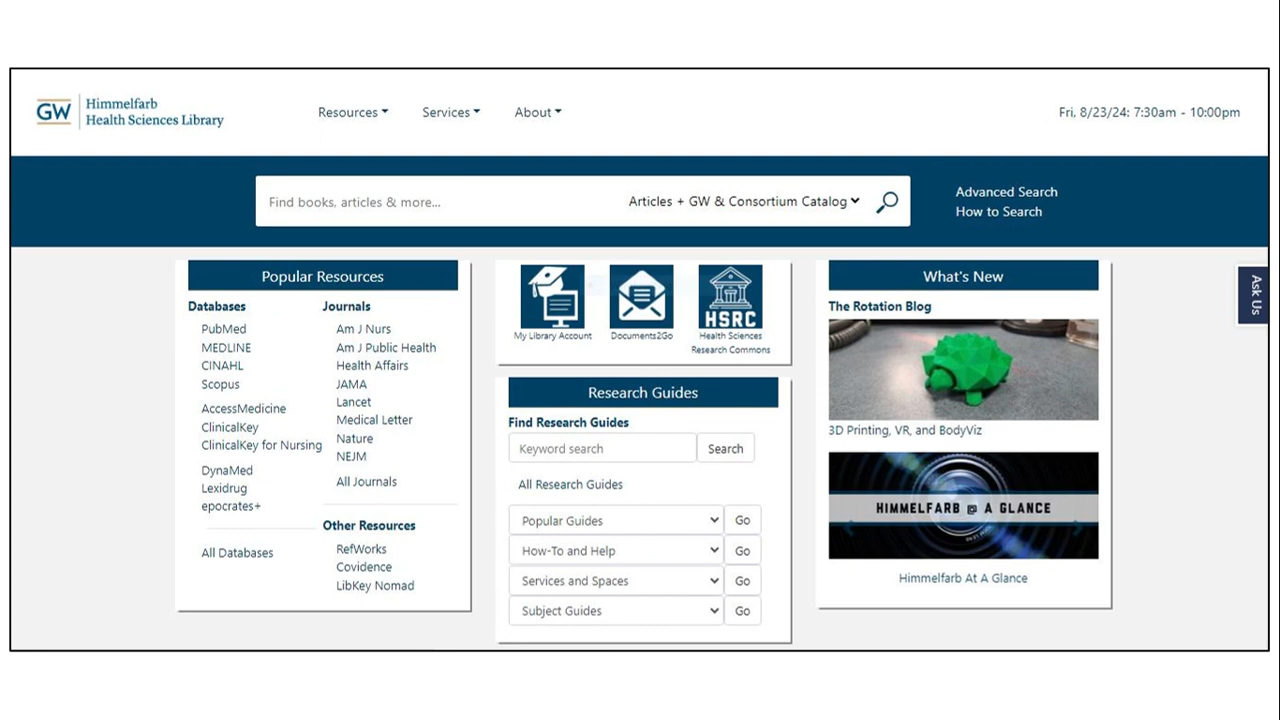 GW
Himmelfarb
Health Sciences Library
Resources
Services
About
Fri, 8/23/24: 7:30am - 10:00pm
Find books, articles & more...
Articles + GW & Consortium Catalog
Advanced Search
How to Search
Ask Us
Popular Resources
Databases
PubMed
MEDLINE
CINAHL
Scopus
AccessMedicine
ClinicalKey
ClinicalKey for Nursing
DynaMed
Lexidrug
epocrates+
All Databases
Journals
Am J Nurs
Am J Public Health
Health Affairs
JAMA
Lancet
Medical Letter
Nature
NEJM
All Journals
Other Resources
RefWorks
Covidence
LibKey Nomad
My Library Account
Documents2Go
HSRC
Health Sciences
Research Commons
Research Guides
Find Research Guides
Keyword search
Search
All Research Guides
Popular Guides
Go
How-To and Help
Go
Services and Spaces
Go
Subject Guides
Go
What's New
The Rotation Blog
3D Printing, VR, and BodyViz
HIMMELFARB @ A GLANCE
Himmelfarb At A Glance